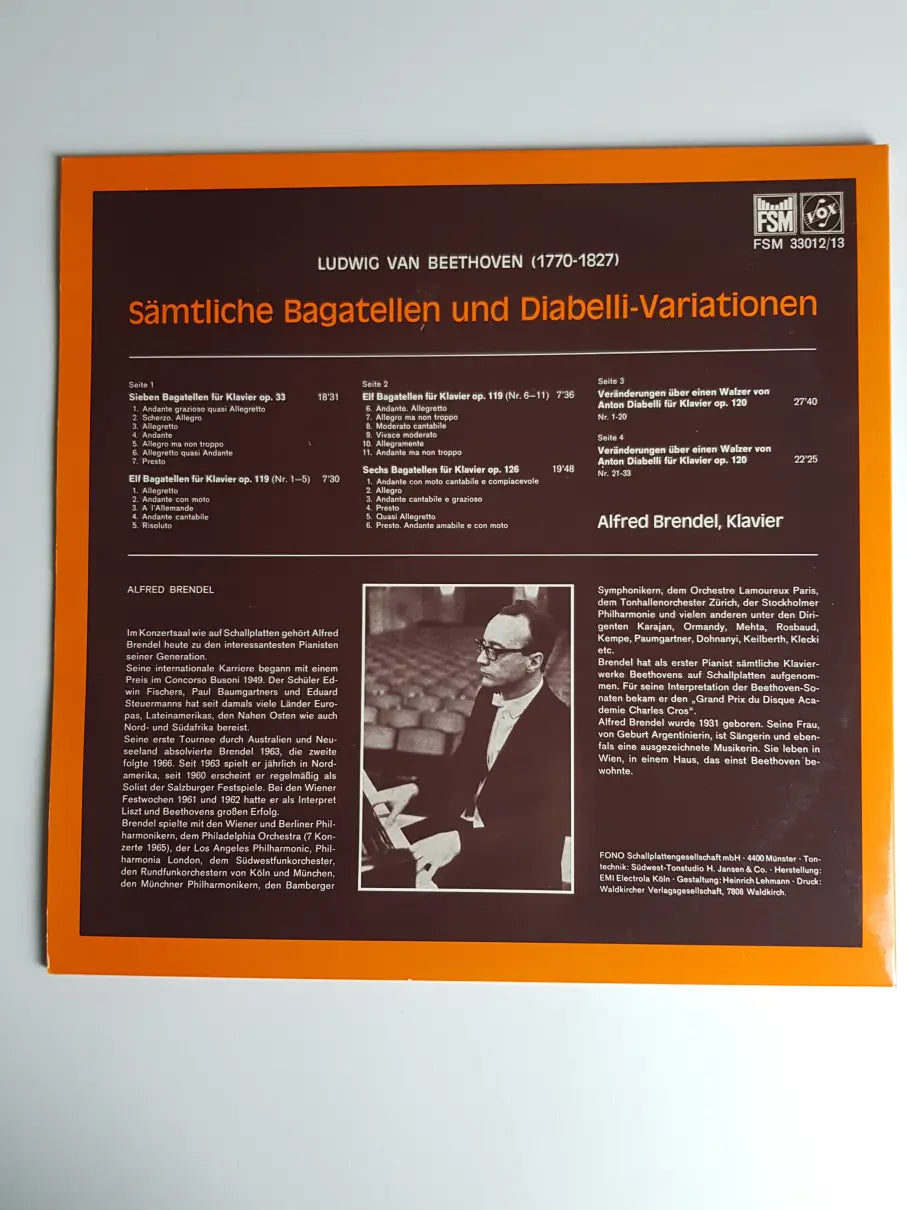 FSM
VOX
FSM 33012/13
LUDWIG VAN BEETHOVEN (1770-1827)
Sämtliche Bagatellen und Diabelli-Variationen
Seite 1
Sieben Bagatellen für Klavier op. 33 18'31
1. Andante grazioso quasi Allegretto
2. Scherzo. Allegro
3. Allegretto
4. Andante
5. Allegro ma non troppo
6. Allegretto quasi Andante
7. Presto
Elf Bagatellen für Klavier op. 119 (Nr. 1–5) 7'30
1. Allegretto
2. Andante con moto
3. A l'Allemande
4. Andante cantabile
5. Risoluto
Seite 2
Elf Bagatellen für Klavier op. 119 (Nr. 6–11) 7'36
6. Andante. Allegretto
7. Allegro ma non troppo
8. Moderato cantabile
9. Vivace moderato
10. Allegramente
11. Andante ma non troppo
Sechs Bagatellen für Klavier op. 126 19'48
1. Andante con moto cantabile e compiacevole
2. Allegro
3. Andante cantabile e grazioso
4. Presto
5. Quasi Allegretto
6. Presto. Andante amabile e con moto
Seite 3
Veränderungen über einen Walzer von
Anton Diabelli für Klavier op. 120 27'40
Nr. 1-20
Seite 4
Veränderungen über einen Walzer von
Anton Diabelli für Klavier op. 120 22'25
Nr. 21-33
Alfred Brendel, Klavier
ALFRED BRENDEL
Im Konzertsaal wie auf Schallplatten gehört Alfred
Brendel heute zu den interessantesten Pianisten
seiner Generation.
Seine internationale Karriere begann mit einem
Preis im Concorso Busoni 1949. Der Schüler Ed-
win Fischers, Paul Baumgartners und Eduard
Steuermanns hat seit damals viele Länder Euro-
pas, Lateinamerikas, den Nahen Osten wie auch
Nord- und Südafrika bereist.
Seine erste Tournee durch Australien und Neu-
seeland absolvierte Brendel 1963, die zweite
folgte 1966. Seit 1963 spielt er jährlich in Nord-
amerika, seit 1960 erscheint er regelmäßig als
Solist der Salzburger Festspiele. Bei den Wiener
Festwochen 1961 und 1962 hatte er als Interpret
Liszt und Beethovens großen Erfolg.
Brendel spielte mit den Wiener und Berliner Phil-
harmonikern, dem Philadelphia Orchestra (7 Kon-
zerte 1965), der Los Angeles Philharmonic, Phil-
harmonia London, dem Südwestfunkorchester,
den Rundfunkorchestern von Köln und München,
den Münchner Philharmonikern, den Bamberger
Symphonikern, dem Orchestre Lamoureux Paris,
dem Tonhallenorchester Zürich, der Stockholmer
Philharmonie und vielen anderen unter den Diri-
genten Karajan, Ormandy, Mehta, Rosbaud,
Kempe, Paumgartner, Dohnanyi, Keilberth, Klecki
etc.
Brendel hat als erster Pianist sämtliche Klavier-
werke Beethovens auf Schallplatten aufgenom-
men. Für seine Interpretation der Beethoven-So-
naten bekam er den „Grand Prix du Disque Aca-
demie Charles Cros".
Alfred Brendel wurde 1931 geboren. Seine Frau,
von Geburt Argentinierin, ist Sängerin und eben-
fals eine ausgezeichnete Musikerin. Sie leben in
Wien, in einem Haus, das einst Beethoven be-
wohnte.
FONO Schallplattengesellschaft mbH · 4400 Münster · Ton-
technik: Südwest-Tonstudio H. Jansen & Co. · Herstellung:
EMI Electrola Köln · Gestaltung: Heinrich Lehmann · Druck:
Waldkircher Verlagsgesellschaft, 7808 Waldkirch.